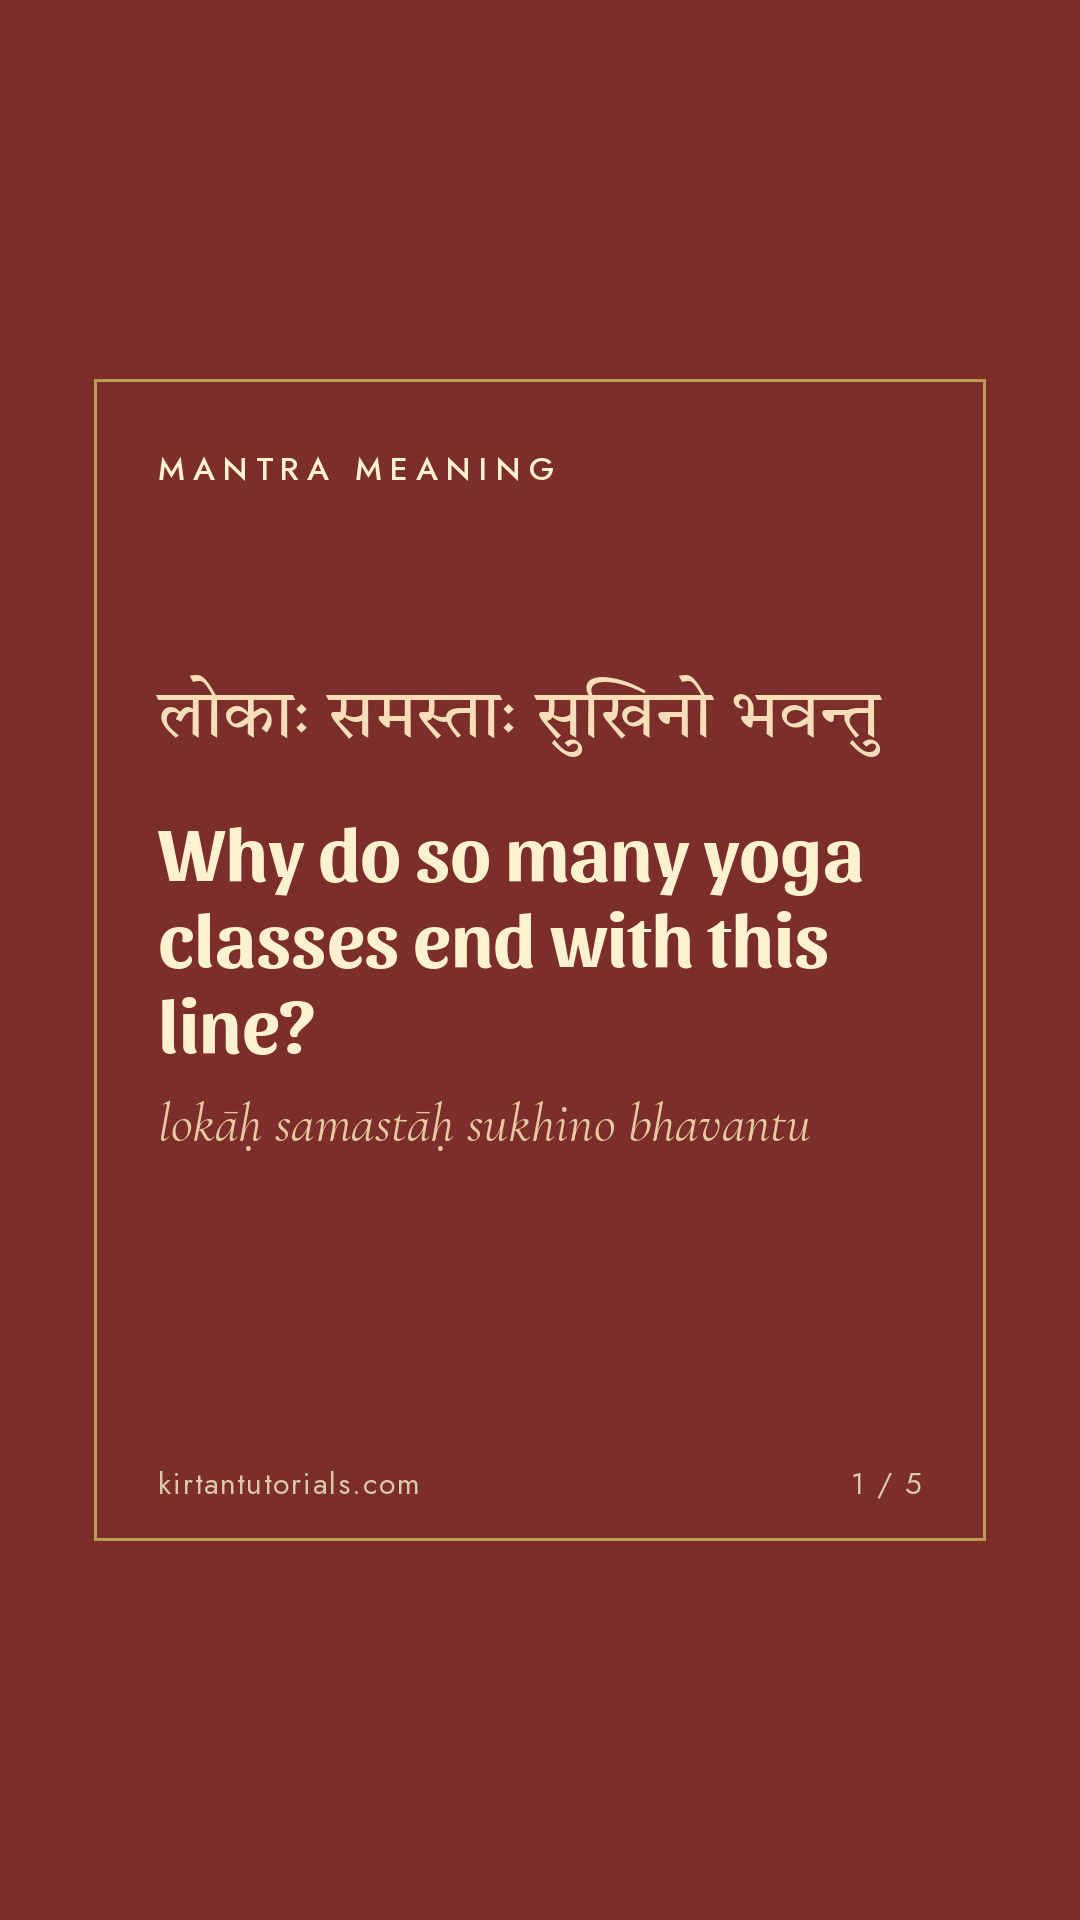 MANTRA MEANING
लोकाः समस्ताः सुखिनो भवन्तु
Why do so many yoga
classes end with this
line?
lokāḥ samastāḥ sukhino bhavantu
kirtantutorials.com
1 / 5